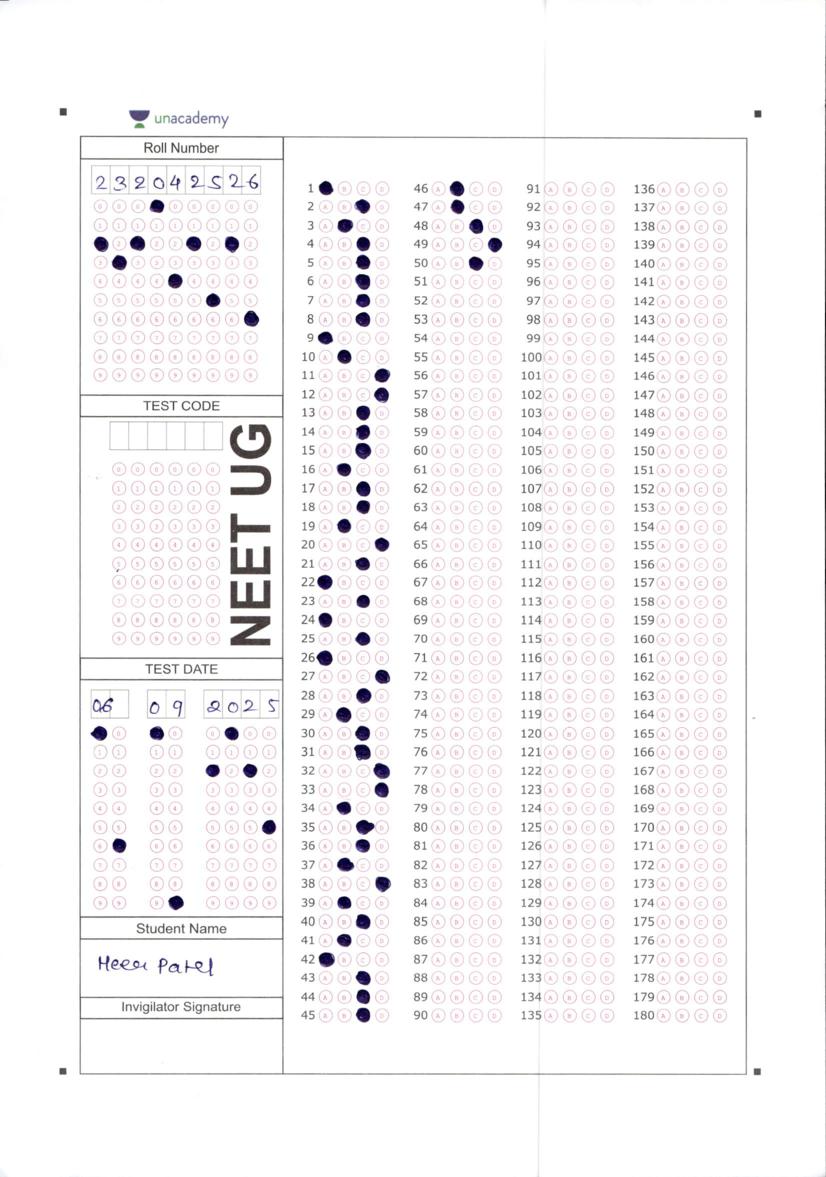 unacademy
Roll Number
2 3 2 0 4 2 5 2 6
TEST CODE
NEET UG
TEST DATE
06 09 2025
Student Name
Heer Patel
Invigilator Signature
1 A B C D 46 A B C D 91 A B C D 136 A B C D
2 A B C D 47 A B C D 92 A B C D 137 A B C D
3 A B C D 48 A B C D 93 A B C D 138 A B C D
4 A B C D 49 A B C D 94 A B C D 139 A B C D
5 A B C D 50 A B C D 95 A B C D 140 A B C D
6 A B C D 51 A B C D 96 A B C D 141 A B C D
7 A B C D 52 A B C D 97 A B C D 142 A B C D
8 A B C D 53 A B C D 98 A B C D 143 A B C D
9 A B C D 54 A B C D 99 A B C D 144 A B C D
10 A B C D 55 A B C D 100 A B C D 145 A B C D
11 A B C D 56 A B C D 101 A B C D 146 A B C D
12 A B C D 57 A B C D 102 A B C D 147 A B C D
13 A B C D 58 A B C D 103 A B C D 148 A B C D
14 A B C D 59 A B C D 104 A B C D 149 A B C D
15 A B C D 60 A B C D 105 A B C D 150 A B C D
16 A B C D 61 A B C D 106 A B C D 151 A B C D
17 A B C D 62 A B C D 107 A B C D 152 A B C D
18 A B C D 63 A B C D 108 A B C D 153 A B C D
19 A B C D 64 A B C D 109 A B C D 154 A B C D
20 A B C D 65 A B C D 110 A B C D 155 A B C D
21 A B C D 66 A B C D 111 A B C D 156 A B C D
22 A B C D 67 A B C D 112 A B C D 157 A B C D
23 A B C D 68 A B C D 113 A B C D 158 A B C D
24 A B C D 69 A B C D 114 A B C D 159 A B C D
25 A B C D 70 A B C D 115 A B C D 160 A B C D
26 A B C D 71 A B C D 116 A B C D 161 A B C D
27 A B C D 72 A B C D 117 A B C D 162 A B C D
28 A B C D 73 A B C D 118 A B C D 163 A B C D
29 A B C D 74 A B C D 119 A B C D 164 A B C D
30 A B C D 75 A B C D 120 A B C D 165 A B C D
31 A B C D 76 A B C D 121 A B C D 166 A B C D
32 A B C D 77 A B C D 122 A B C D 167 A B C D
33 A B C D 78 A B C D 123 A B C D 168 A B C D
34 A B C D 79 A B C D 124 A B C D 169 A B C D
35 A B C D 80 A B C D 125 A B C D 170 A B C D
36 A B C D 81 A B C D 126 A B C D 171 A B C D
37 A B C D 82 A B C D 127 A B C D 172 A B C D
38 A B C D 83 A B C D 128 A B C D 173 A B C D
39 A B C D 84 A B C D 129 A B C D 174 A B C D
40 A B C D 85 A B C D 130 A B C D 175 A B C D
41 A B C D 86 A B C D 131 A B C D 176 A B C D
42 A B C D 87 A B C D 132 A B C D 177 A B C D
43 A B C D 88 A B C D 133 A B C D 178 A B C D
44 A B C D 89 A B C D 134 A B C D 179 A B C D
45 A B C D 90 A B C D 135 A B C D 180 A B C D